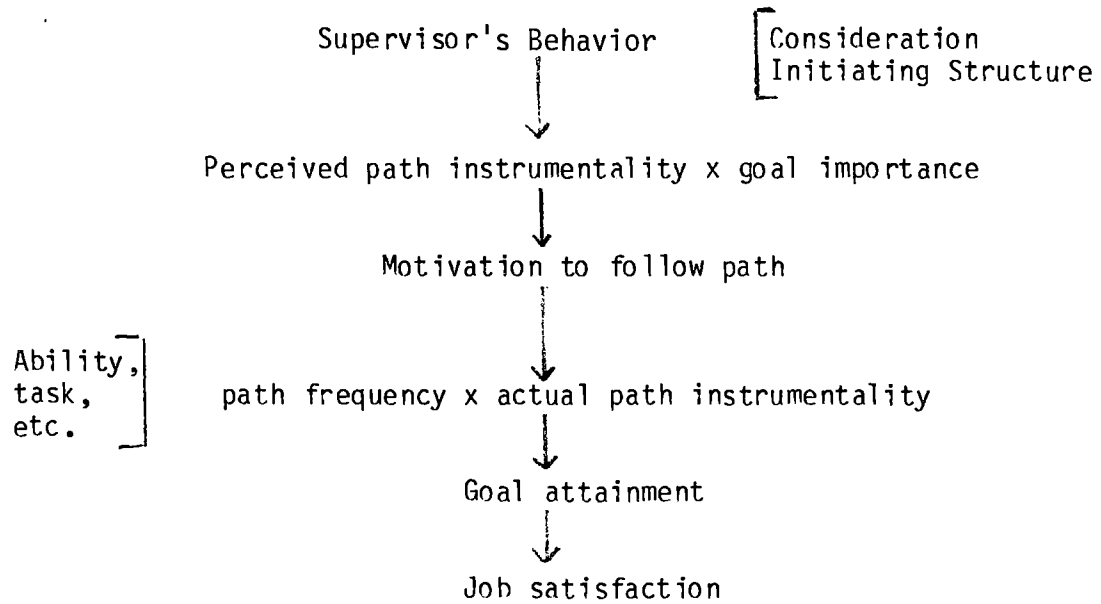 Supervisor's Behavior
Consideration
Initiating Structure
Perceived path instrumentality x goal importance
Motivation to follow path
Ability,
task,
etc.
path frequency x actual path instrumentality
Goal attainment
Job satisfaction